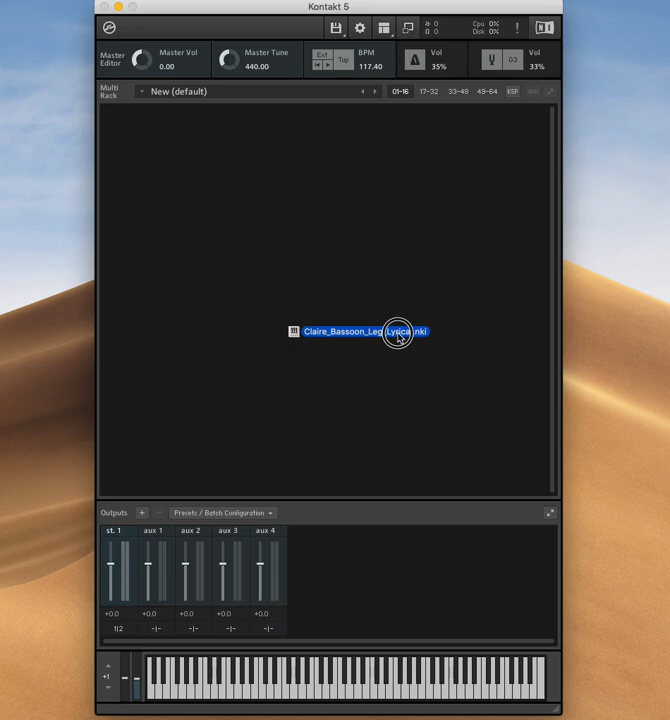 Kontakt 5
0
0
Cpu 0%
Disk 0%
!
Master
Editor
Master Vol
0.00
Master Tune
440.00
Ext
Tap
BPM
117.40
Vol
35%
G3
Vol
33%
Multi
Rack
New (default)
01-16
17-32
33-48
49-64
KSP
Outputs
+
-
Presets / Batch Configuration
st. 1
aux 1
aux 2
aux 3
aux 4
+0.0
+0.0
+0.0
+0.0
+0.0
1|2
-|-
-|-
-|-
-|-
+1